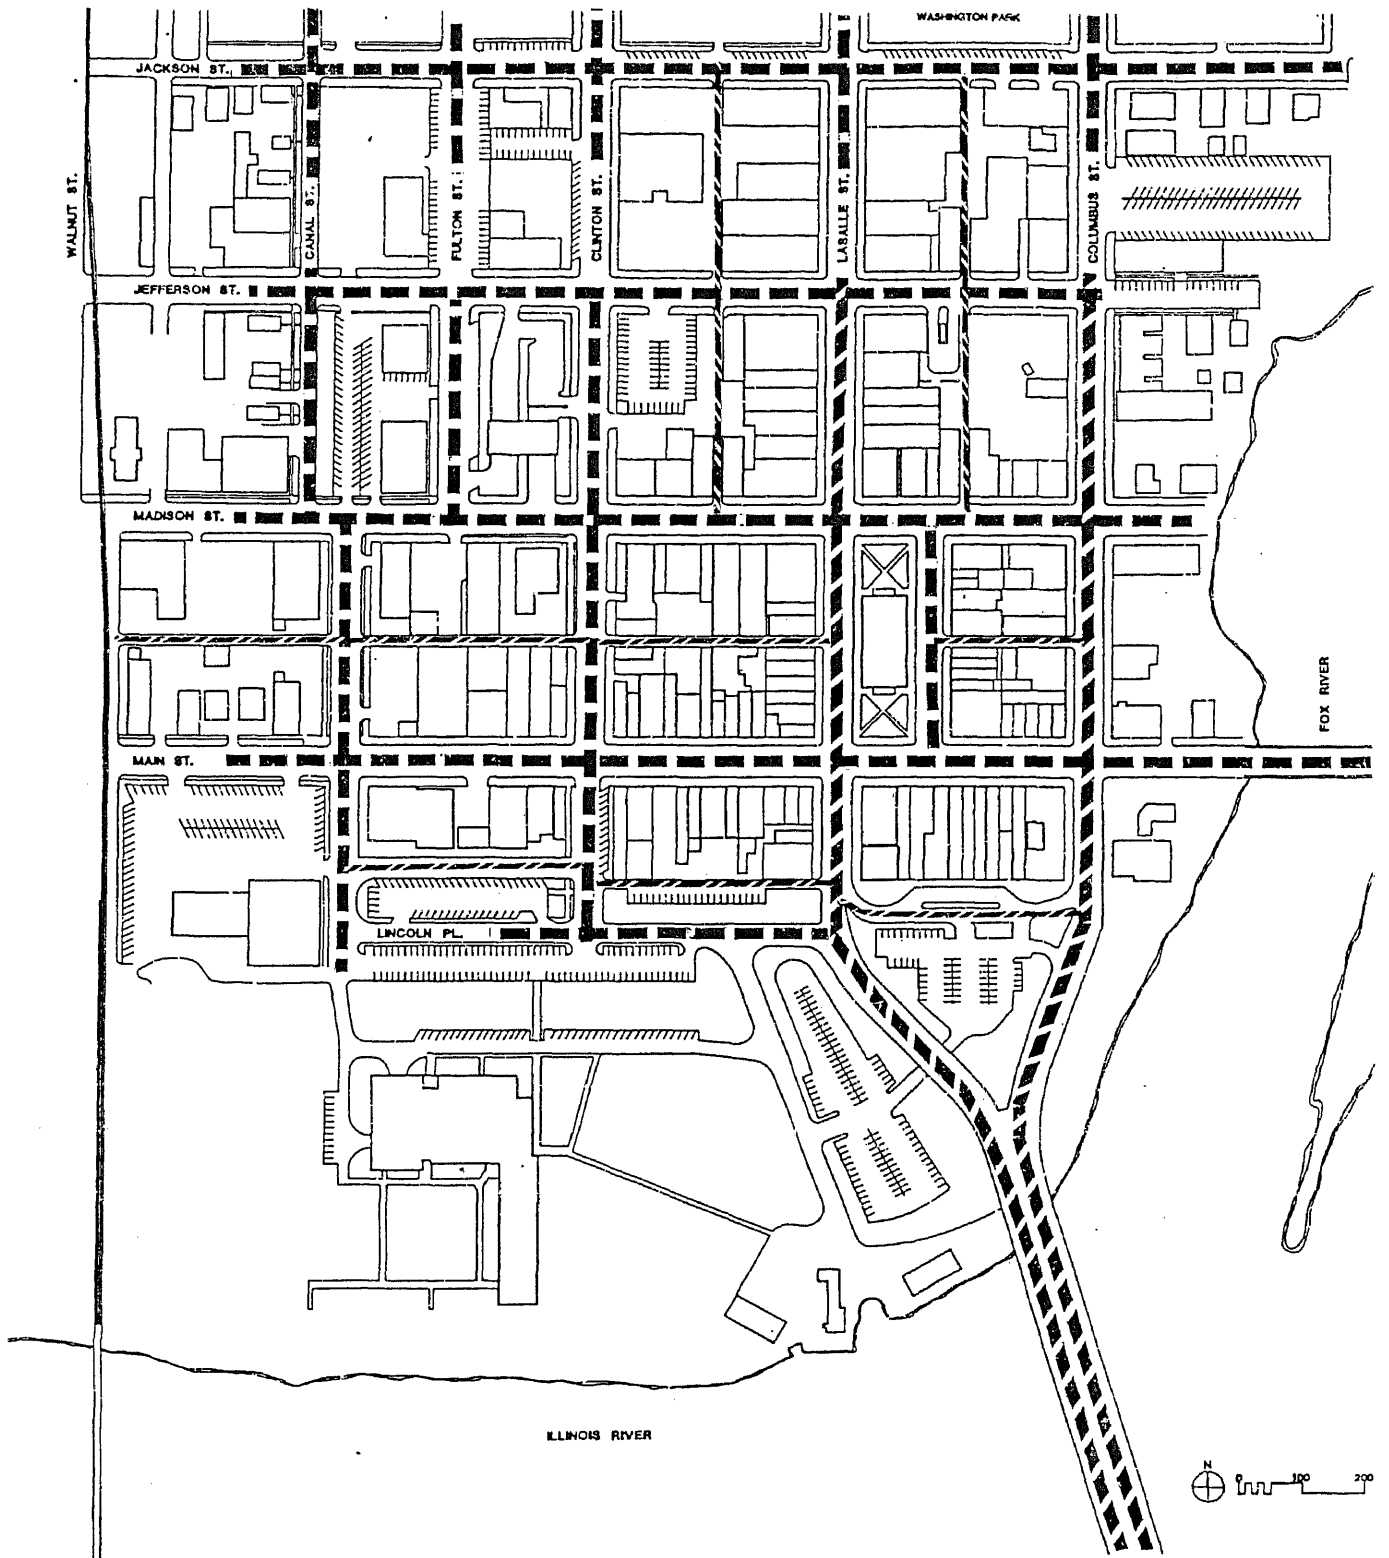 WASHINGTON PARK
JACKSON ST.
WALNUT ST.
CANAL ST.
FULTON ST.
CLINTON ST.
LASALLE ST.
COLUMBUS ST.
JEFFERSON ST.
MADISON ST.
FOX RIVER
MAIN ST.
LINCOLN PL.
ILLINOIS RIVER
N
0 100 200